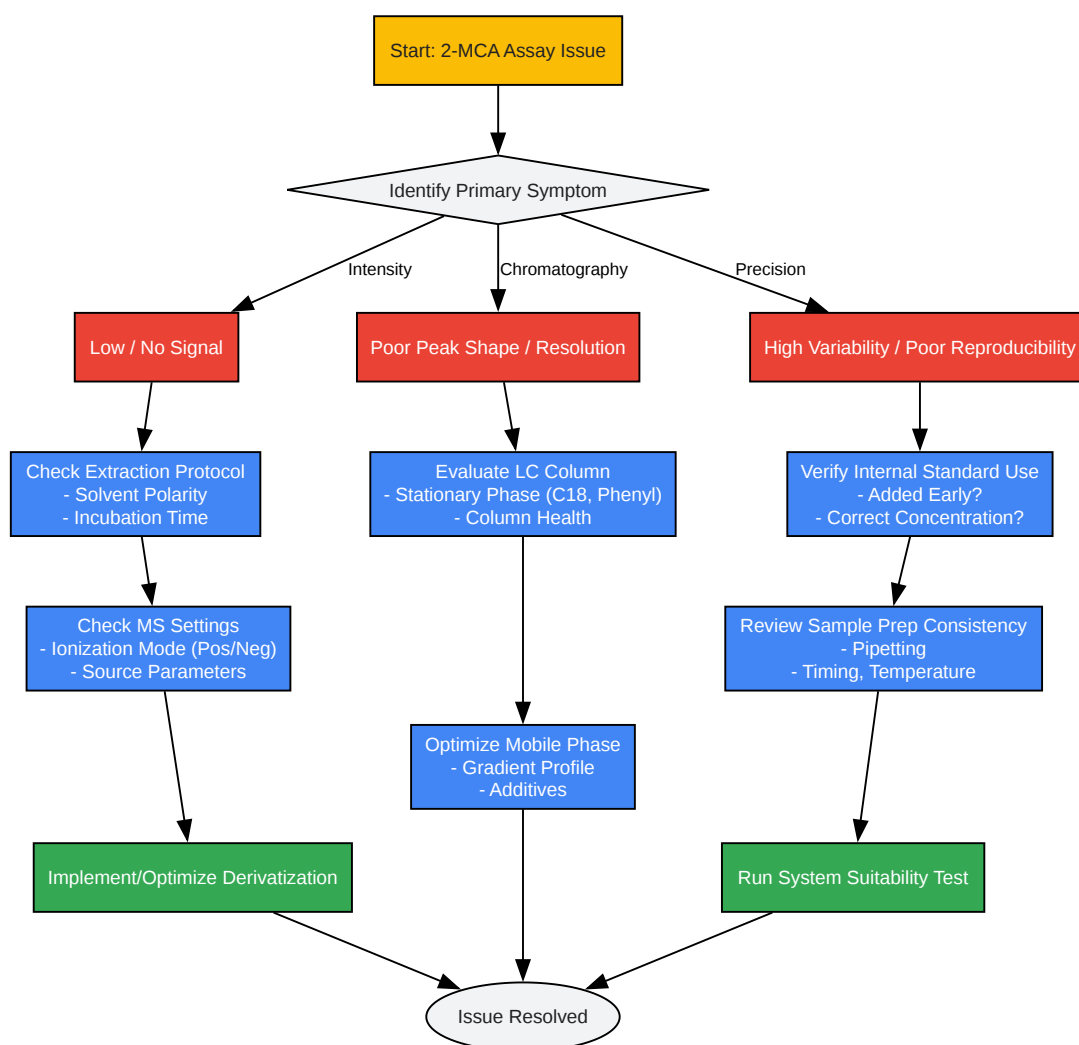 Start: 2-MCA Assay Issue
Identify Primary Symptom
Intensity
Chromatography
Precision
Low / No Signal
Poor Peak Shape / Resolution
High Variability / Poor Reproducibility
Check Extraction Protocol
- Solvent Polarity
- Incubation Time
Evaluate LC Column
- Stationary Phase (C18, Phenyl)
- Column Health
Verify Internal Standard Use
- Added Early?
- Correct Concentration?
Check MS Settings
- Ionization Mode (Pos/Neg)
- Source Parameters
Review Sample Prep Consistency
- Pipetting
- Timing, Temperature
Optimize Mobile Phase
- Gradient Profile
- Additives
Implement/Optimize Derivatization
Run System Suitability Test
Issue Resolved